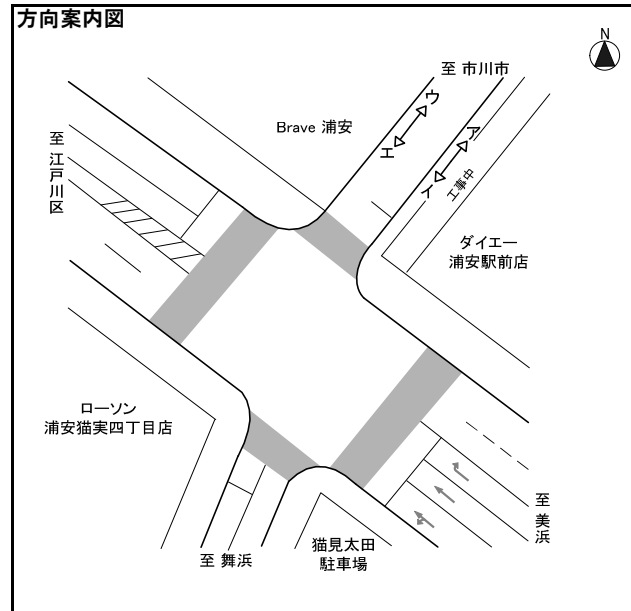 方向案内図
N
至 市川市
ウ
エ
ア
イ
工事中
Brave 浦安
至 江戸川区
ダイエー
浦安駅前店
ローソン
浦安猫実四丁目店
至 美浜
至 舞浜
猫見太田
駐車場